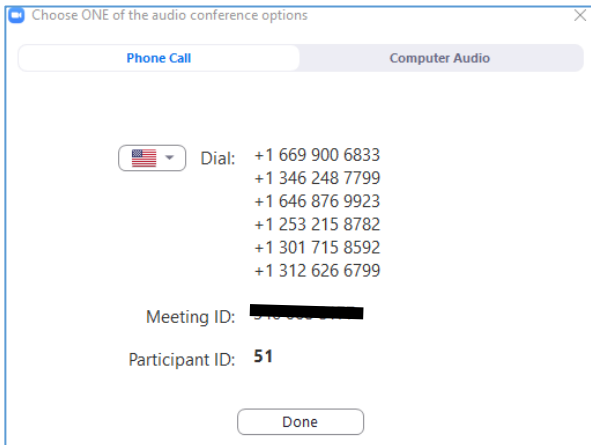 Choose ONE of the audio conference options
Phone Call
Computer Audio
Dial:
+1 669 900 6833
+1 346 248 7799
+1 646 876 9923
+1 253 215 8782
+1 301 715 8592
+1 312 626 6799
Meeting ID:
Participant ID: 51
Done